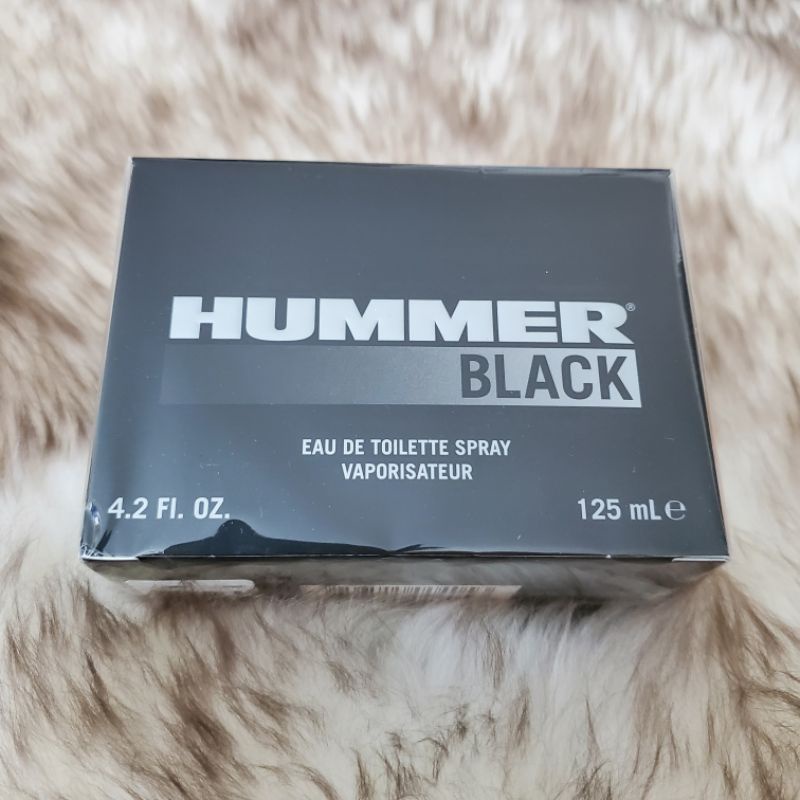 HUMMER®
BLACK
EAU DE TOILETTE SPRAY
VAPORISATEUR
4.2 Fl. OZ.
125 mL ℮